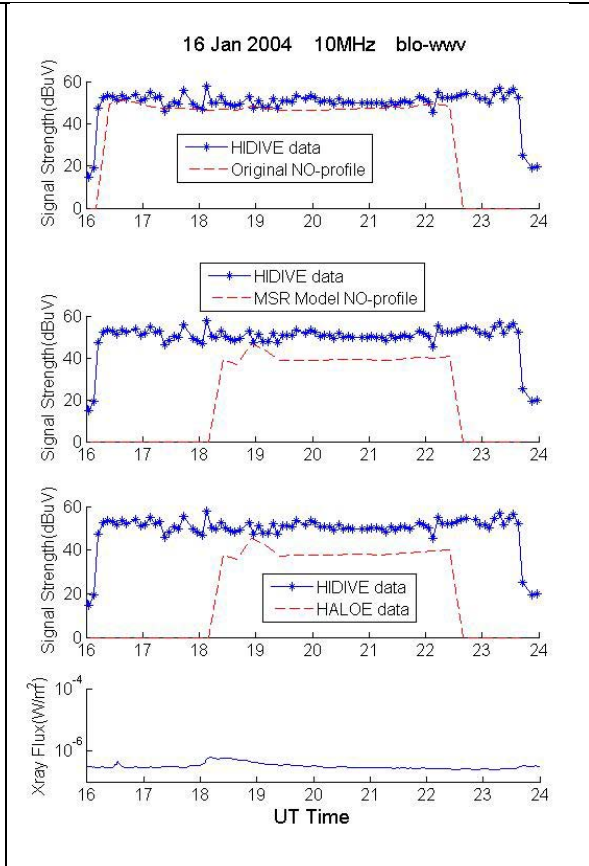 16 Jan 2004 10MHz blo-wwv
Signal Strength(dBuV)
60
40
20
0
HIDIVE data
Original NO-profile
16 17 18 19 20 21 22 23 24
HIDIVE data
MSR Model NO-profile
Signal Strength(dBuV)
60
40
20
0
16 17 18 19 20 21 22 23 24
Signal Strength(dBuV)
60
40
20
0
HIDIVE data
HALOE data
16 17 18 19 20 21 22 23 24
Xray Flux(W/m²)
10⁻⁴
10⁻⁶
16 17 18 19 20 21 22 23 24
UT Time